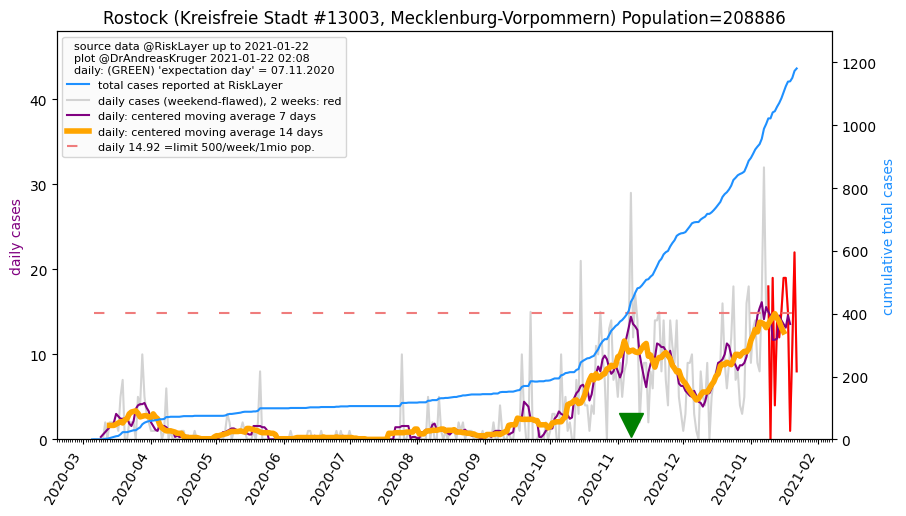 Rostock (Kreisfreie Stadt #13003, Mecklenburg-Vorpommern) Population=208886
source data @RiskLayer up to 2021-01-22
plot @DrAndreasKruger 2021-01-22 02:08
daily: (GREEN) 'expectation day' = 07.11.2020
total cases reported at RiskLayer
daily cases (weekend-flawed), 2 weeks: red
daily: centered moving average 7 days
daily: centered moving average 14 days
daily 14.92 =limit 500/week/1mio pop.
daily cases
40
30
20
10
0
cumulative total cases
1200
1000
800
600
400
200
0
2020-03
2020-04
2020-05
2020-06
2020-07
2020-08
2020-09
2020-10
2020-11
2020-12
2021-01
2021-02